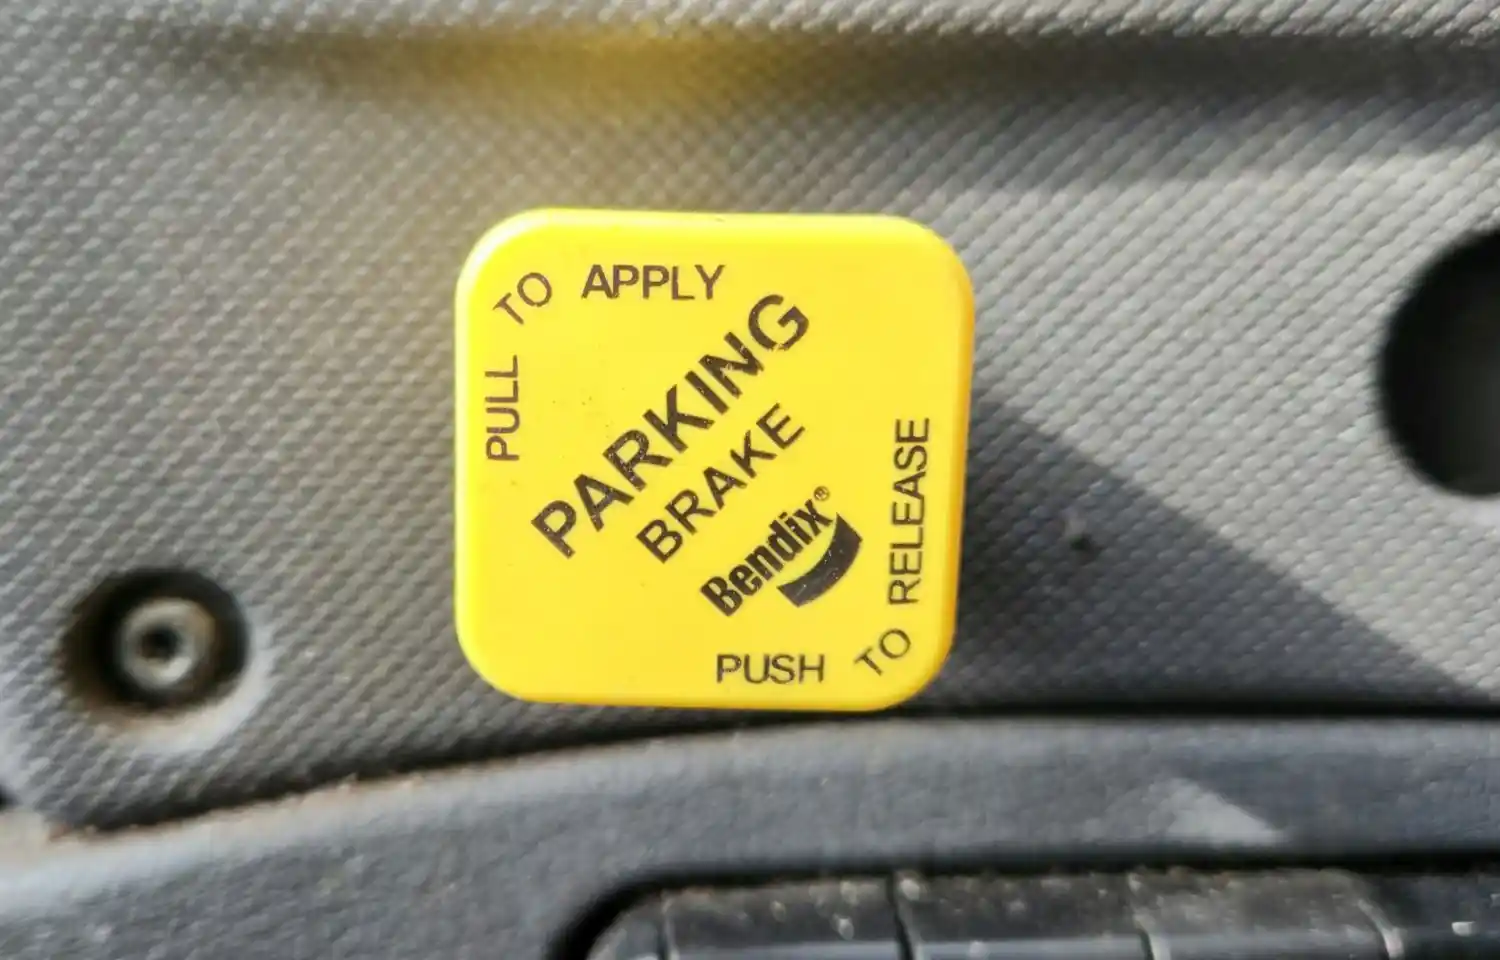 PULL TO APPLY
PARKING
BRAKE
Bendix®
PUSH TO RELEASE